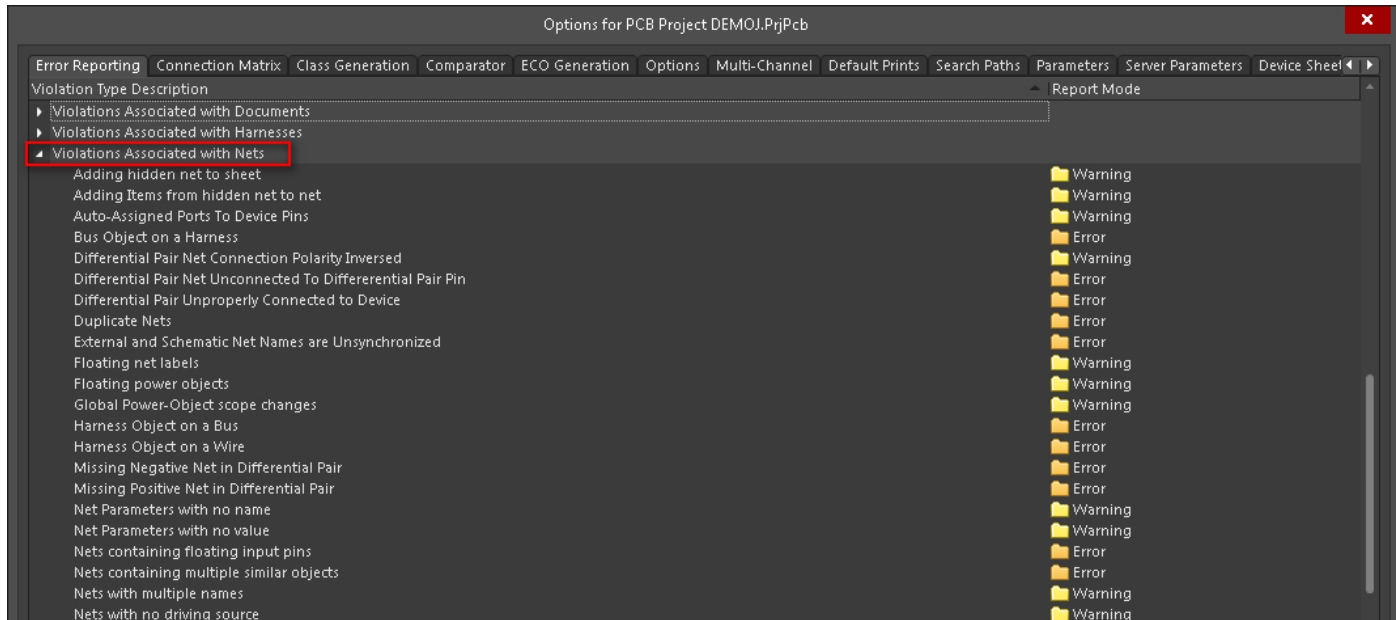 Options for PCB Project DEMOJ.PrjPcb
Error Reporting Connection Matrix Class Generation Comparator ECO Generation Options Multi-Channel Default Prints Search Paths Parameters Server Parameters Device Sheet
Violation Type Description Report Mode
Violations Associated with Documents
Violations Associated with Harnesses
Violations Associated with Nets
Adding hidden net to sheet Warning
Adding Items from hidden net to net Warning
Auto-Assigned Ports To Device Pins Warning
Bus Object on a Harness Error
Differential Pair Net Connection Polarity Inversed Warning
Differential Pair Net Unconnected To Differerential Pair Pin Error
Differential Pair Unproperly Connected to Device Error
Duplicate Nets Error
External and Schematic Net Names are Unsynchronized Error
Floating net labels Warning
Floating power objects Warning
Global Power-Object scope changes Warning
Harness Object on a Bus Error
Harness Object on a Wire Error
Missing Negative Net in Differential Pair Error
Missing Positive Net in Differential Pair Error
Net Parameters with no name Warning
Net Parameters with no value Warning
Nets containing floating input pins Error
Nets containing multiple similar objects Error
Nets with multiple names Warning
Nets with no driving source Warning